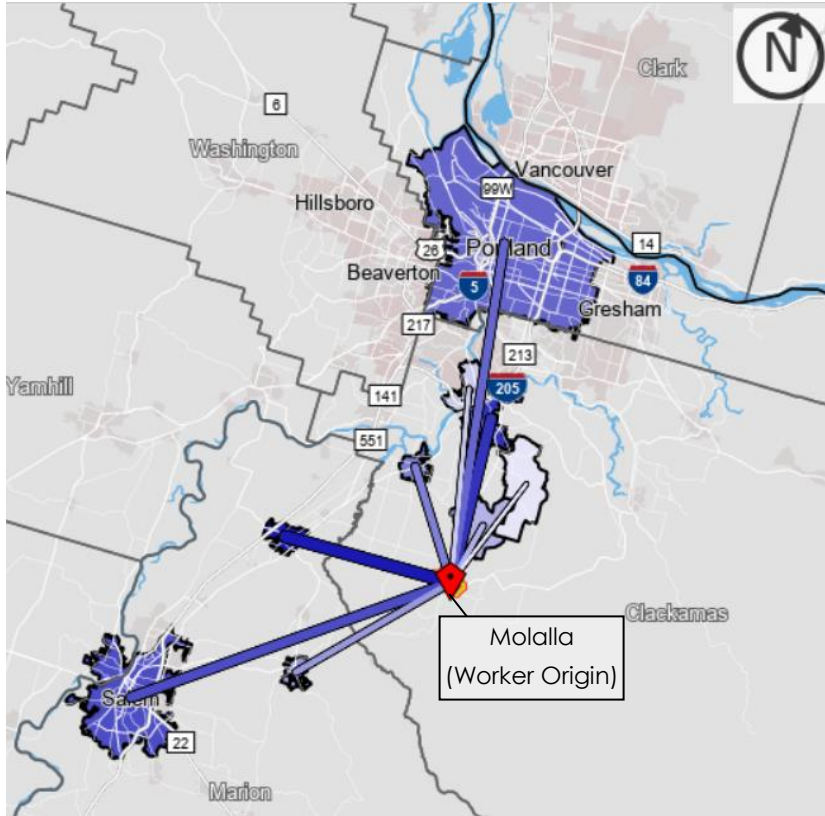 N
Clark
6
Washington
Vancouver
99W
Hillsboro
14
26
Portland
Beaverton
5
84
Gresham
217
213
Yamhill
141
205
551
Clackamas
Molalla
(Worker Origin)
Salem
22
Marion